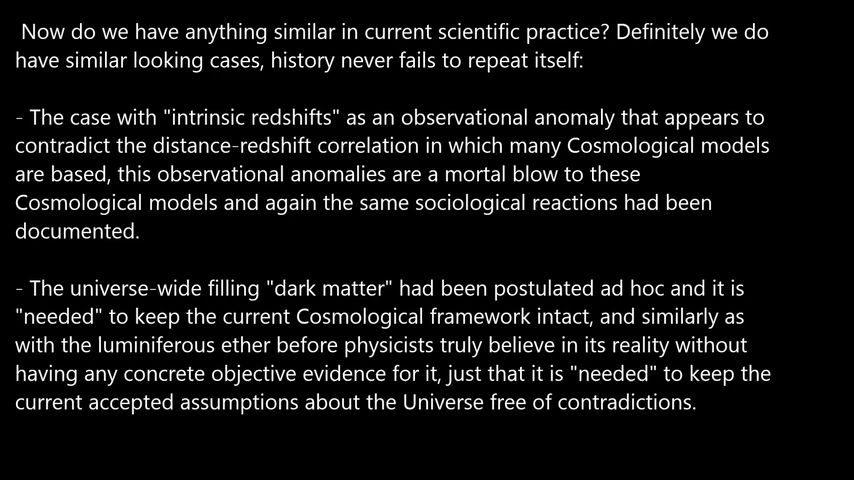 Now do we have anything similar in current scientific practice? Definitely we do
have similar looking cases, history never fails to repeat itself:
- The case with "intrinsic redshifts" as an observational anomaly that appears to
contradict the distance-redshift correlation in which many Cosmological models
are based, this observational anomalies are a mortal blow to these
Cosmological models and again the same sociological reactions had been
documented.
- The universe-wide filling "dark matter" had been postulated ad hoc and it is
"needed" to keep the current Cosmological framework intact, and similarly as
with the luminiferous ether before physicists truly believe in its reality without
having any concrete objective evidence for it, just that it is "needed" to keep the
current accepted assumptions about the Universe free of contradictions.